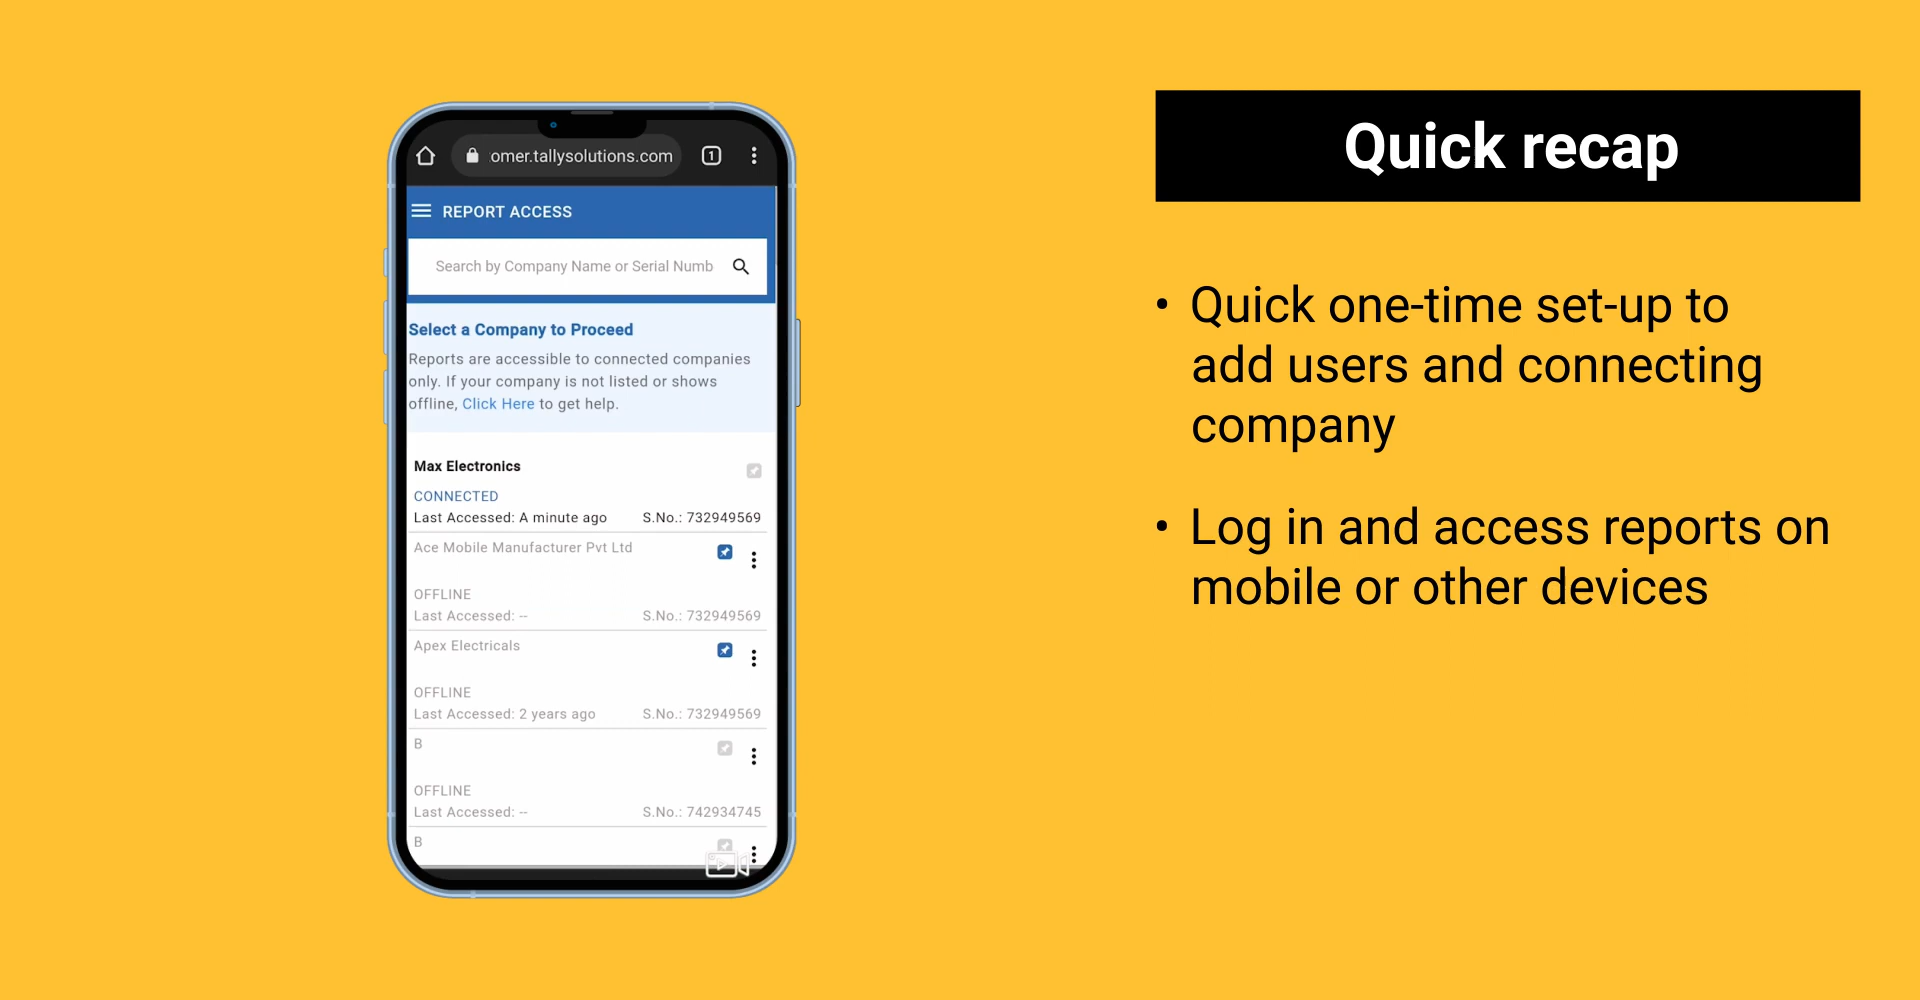 omer.tallysolutions.com
1
REPORT ACCESS
Search by Company Name or Serial Numb
Select a Company to Proceed
Reports are accessible to connected companies
only. If your company is not listed or shows
offline, Click Here to get help.
Max Electronics
CONNECTED
Last Accessed: A minute ago S.No.: 732949569
Ace Mobile Manufacturer Pvt Ltd
OFFLINE
Last Accessed: -- S.No.: 732949569
Apex Electricals
OFFLINE
Last Accessed: 2 years ago S.No.: 732949569
B
OFFLINE
Last Accessed: -- S.No.: 742934745
B
Quick recap
• Quick one-time set-up to
add users and connecting
company
• Log in and access reports on
mobile or other devices